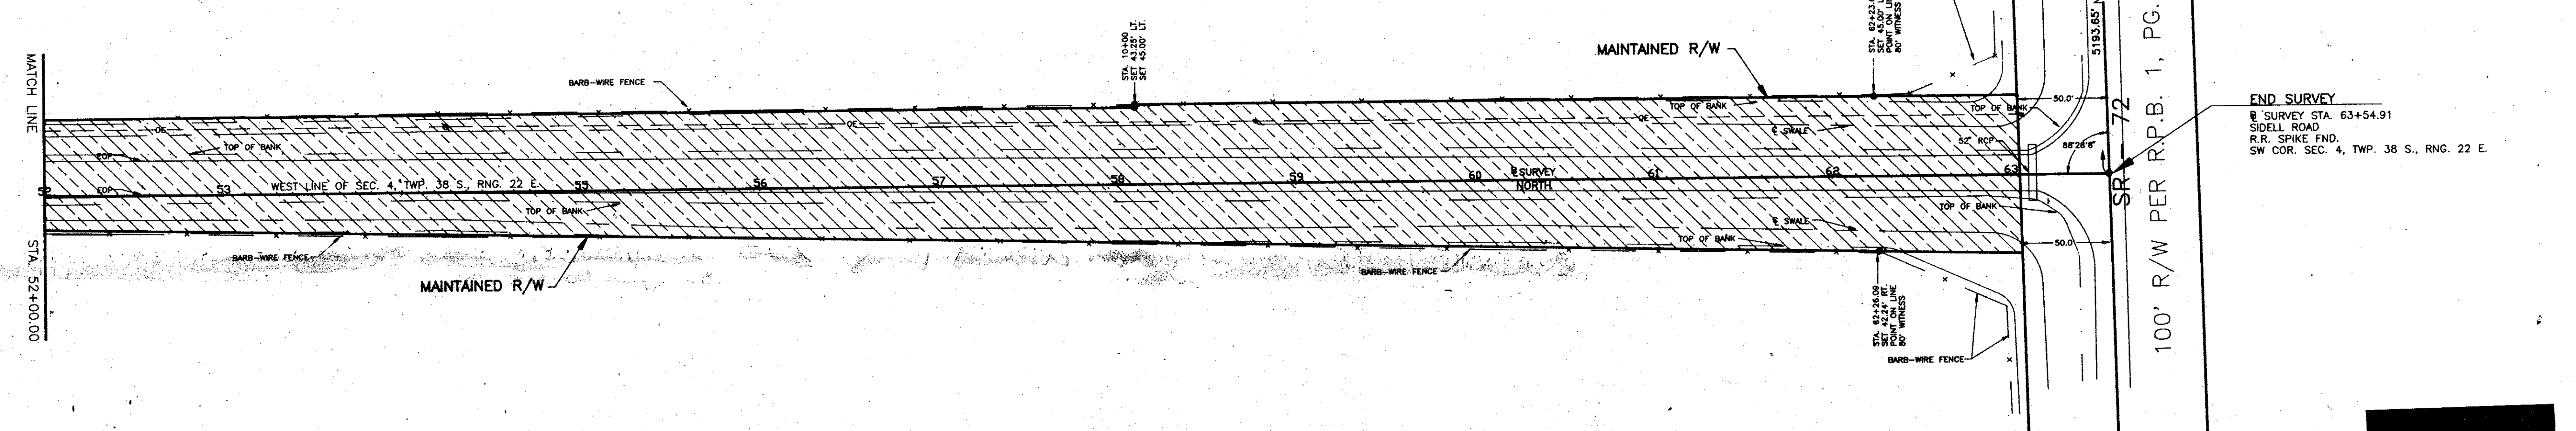 MATCH LINE
STA. 52+00.00
BARB-WIRE FENCE
STA. 10+00
SET 43.25' LT.
SET 45.00' LT.
MAINTAINED R/W
STA. 62+23.
SET 45.00' L
POINT ON LI
80' WITNESS
5193.65'
100' R/W PER R.P.B. 1, PG.
SR 72
END SURVEY
SURVEY STA. 63+54.91
SIDELL ROAD
R.R. SPIKE FND.
SW COR. SEC. 4, TWP. 38 S., RNG. 22 E.
OE
OE
OE
TOP OF BANK
TOP OF BANK
50.0'
TOP OF BANK
EOP
℄ SWALE
52" RCP
EOP
53
WEST LINE OF SEC. 4, TWP. 38 S., RNG. 22 E.
55
56
57
58
59
60
SURVEY
NORTH
61
62
63
TOP OF BANK
℄ SWALE
TOP OF BANK
TOP OF BANK
50.0
BARB-WIRE FENCE
MAINTAINED R/W
BARB-WIRE FENCE
STA. 62+26.09
SET 42.24' RT.
POINT ON LINE
80' WITNESS
BARB-WIRE FENCE